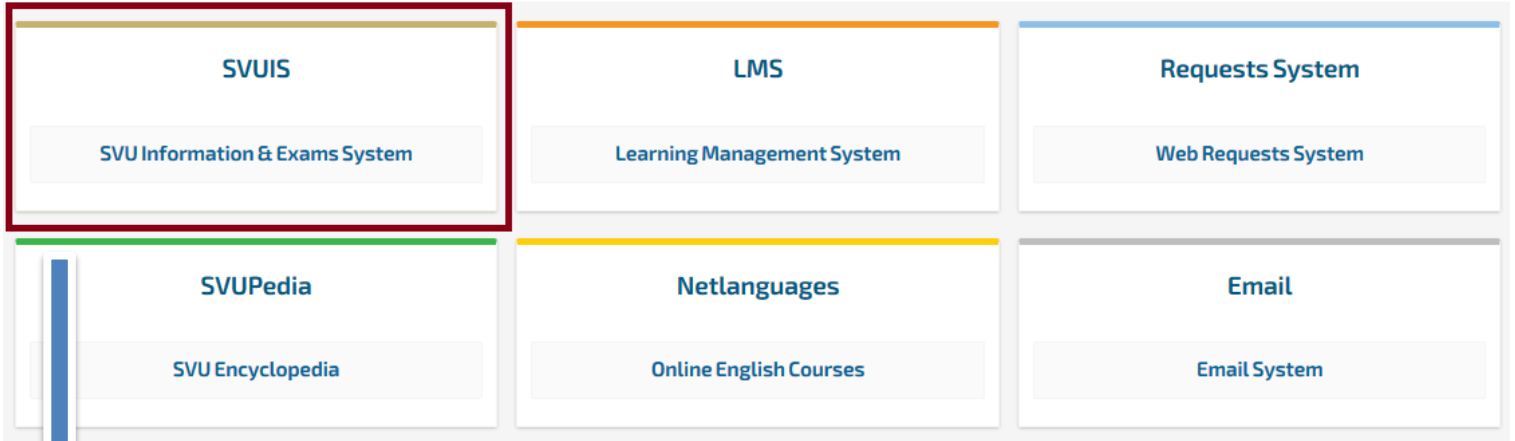 SVUIS
LMS
Requests System
SVU Information & Exams System
Learning Management System
Web Requests System
SVUPedia
Netlanguages
Email
SVU Encyclopedia
Online English Courses
Email System